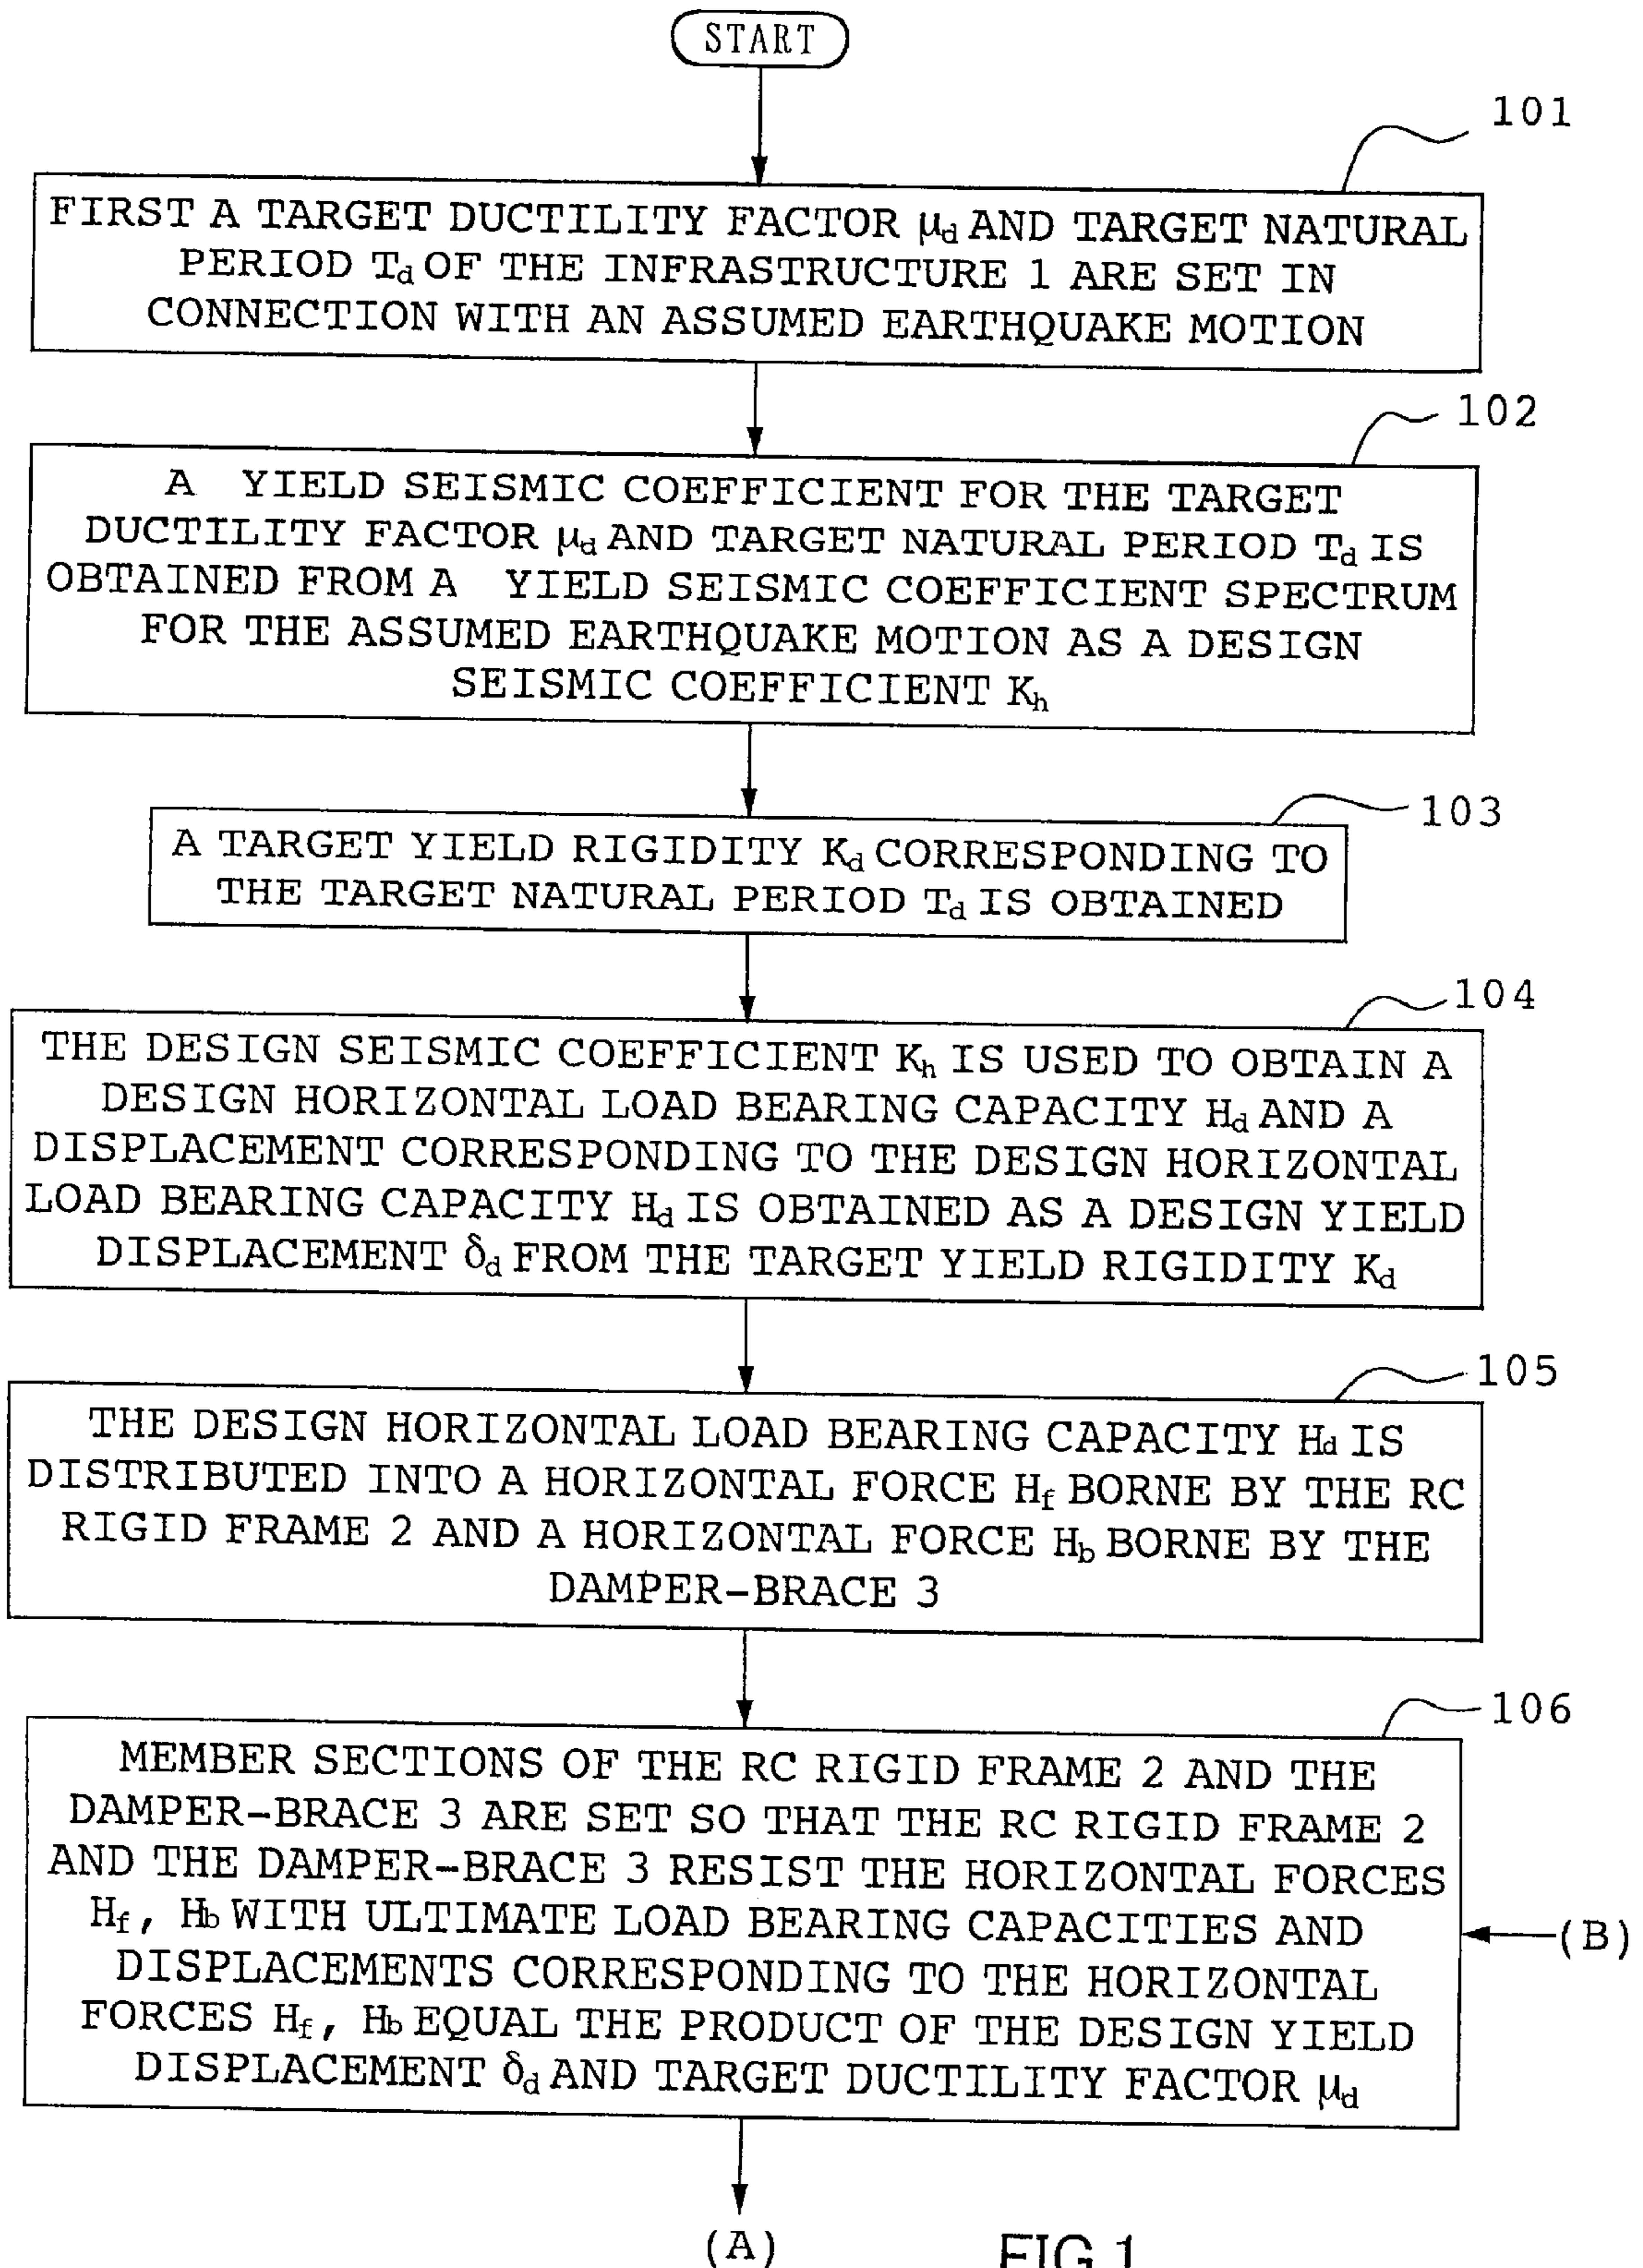 START
101
FIRST A TARGET DUCTILITY FACTOR μd AND TARGET NATURAL
PERIOD Td OF THE INFRASTRUCTURE 1 ARE SET IN
CONNECTION WITH AN ASSUMED EARTHQUAKE MOTION
102
A YIELD SEISMIC COEFFICIENT FOR THE TARGET
DUCTILITY FACTOR μd AND TARGET NATURAL PERIOD Td IS
OBTAINED FROM A YIELD SEISMIC COEFFICIENT SPECTRUM
FOR THE ASSUMED EARTHQUAKE MOTION AS A DESIGN
SEISMIC COEFFICIENT Kh
103
A TARGET YIELD RIGIDITY Kd CORRESPONDING TO
THE TARGET NATURAL PERIOD Td IS OBTAINED
104
THE DESIGN SEISMIC COEFFICIENT Kh IS USED TO OBTAIN A
DESIGN HORIZONTAL LOAD BEARING CAPACITY Hd AND A
DISPLACEMENT CORRESPONDING TO THE DESIGN HORIZONTAL
LOAD BEARING CAPACITY Hd IS OBTAINED AS A DESIGN YIELD
DISPLACEMENT δd FROM THE TARGET YIELD RIGIDITY Kd
105
THE DESIGN HORIZONTAL LOAD BEARING CAPACITY Hd IS
DISTRIBUTED INTO A HORIZONTAL FORCE Hf BORNE BY THE RC
RIGID FRAME 2 AND A HORIZONTAL FORCE Hb BORNE BY THE
DAMPER-BRACE 3
106
MEMBER SECTIONS OF THE RC RIGID FRAME 2 AND THE
DAMPER-BRACE 3 ARE SET SO THAT THE RC RIGID FRAME 2
AND THE DAMPER-BRACE 3 RESIST THE HORIZONTAL FORCES
Hf, Hb WITH ULTIMATE LOAD BEARING CAPACITIES AND
DISPLACEMENTS CORRESPONDING TO THE HORIZONTAL
FORCES Hf, Hb EQUAL THE PRODUCT OF THE DESIGN YIELD
DISPLACEMENT δd AND TARGET DUCTILITY FACTOR μd
(B)
(A)
FIG.1